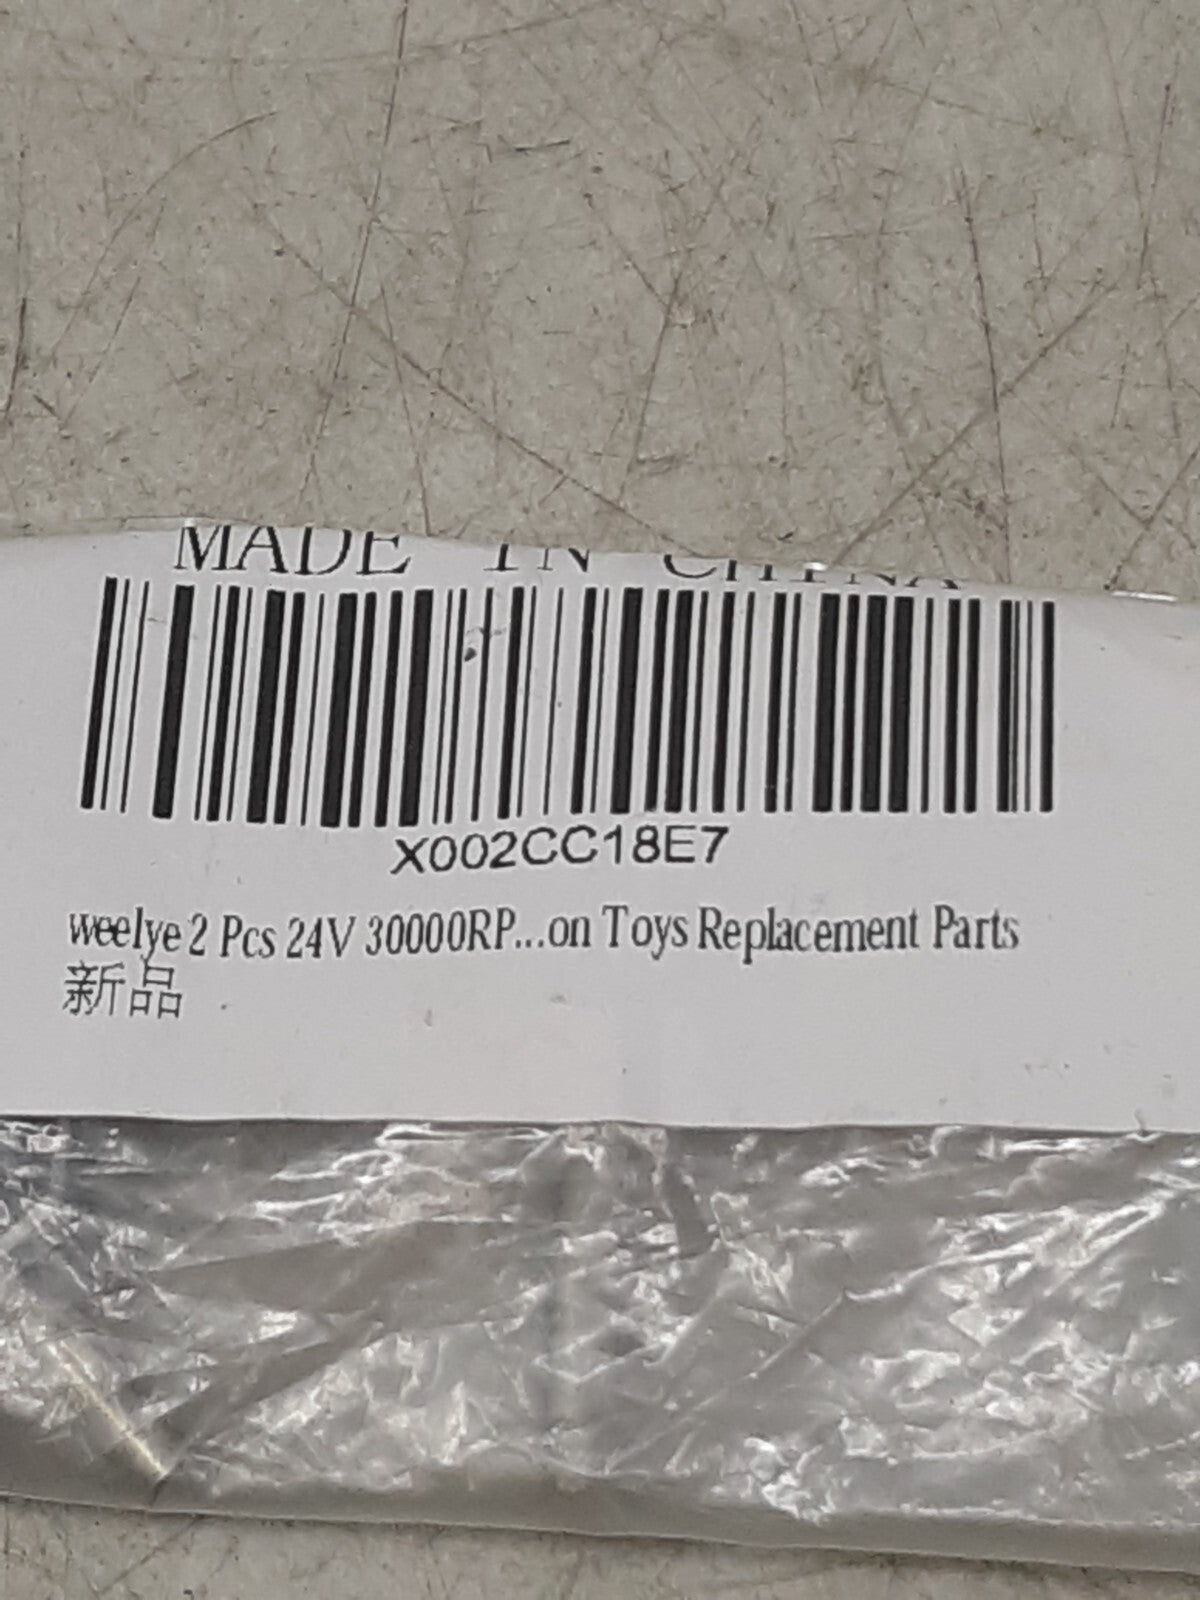 MADE IN CHINA
X002CC18E7
weelye 2 Pcs 24V 30000RP...on Toys Replacement Parts
新品